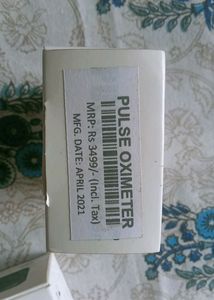 PULSE OXIMETER
MRP: Rs 3499/- (Incl. Tax)
MFG. DATE: APRIL 2021